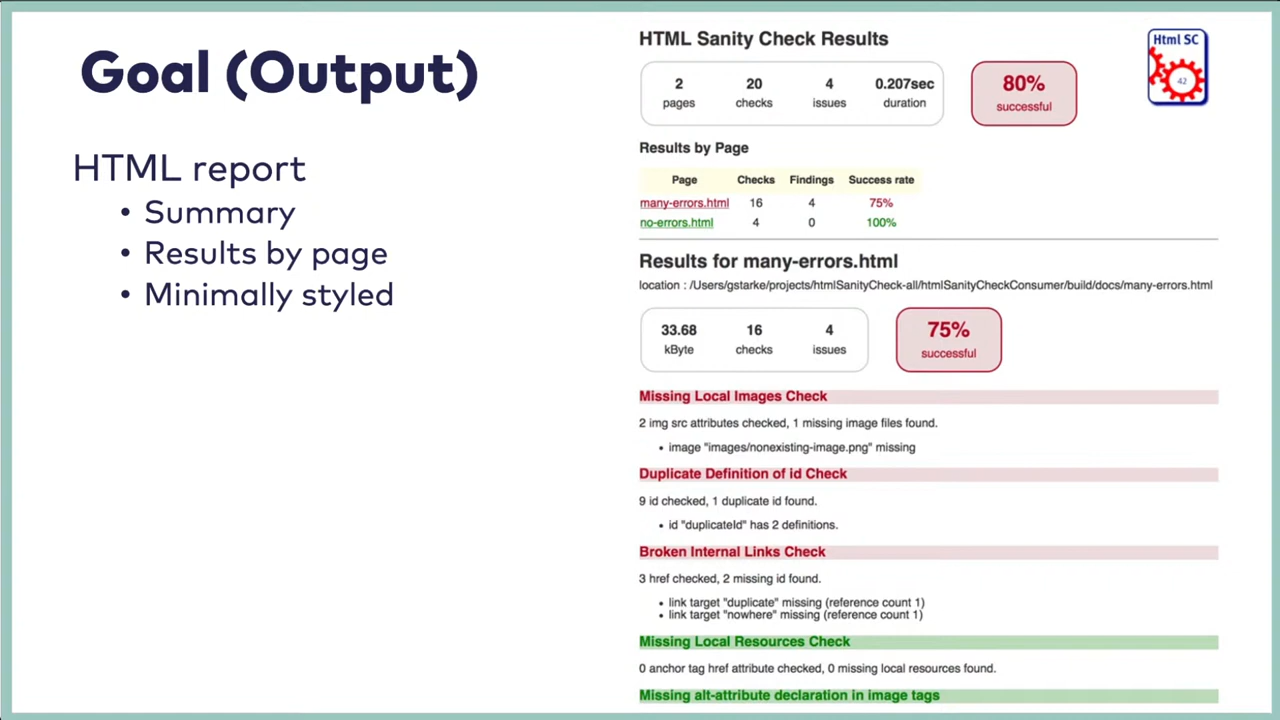 Goal (Output)
HTML report
• Summary
• Results by page
• Minimally styled
HTML Sanity Check Results
Html SC
42
2 20 4 0.207sec
pages checks issues duration
80%
successful
Results by Page
Page Checks Findings Success rate
many-errors.html 16 4 75%
no-errors.html 4 0 100%
Results for many-errors.html
location : /Users/gstarke/projects/htmlSanityCheck-all/htmlSanityCheckConsumer/build/docs/many-errors.html
33.68 16 4
kByte checks issues
75%
successful
Missing Local Images Check
2 img src attributes checked, 1 missing image files found.
• image "images/nonexisting-image.png" missing
Duplicate Definition of id Check
9 id checked, 1 duplicate id found.
• id "duplicateId" has 2 definitions.
Broken Internal Links Check
3 href checked, 2 missing id found.
• link target "duplicate" missing (reference count 1)
• link target "nowhere" missing (reference count 1)
Missing Local Resources Check
0 anchor tag href attribute checked, 0 missing local resources found.
Missing alt-attribute declaration in image tags